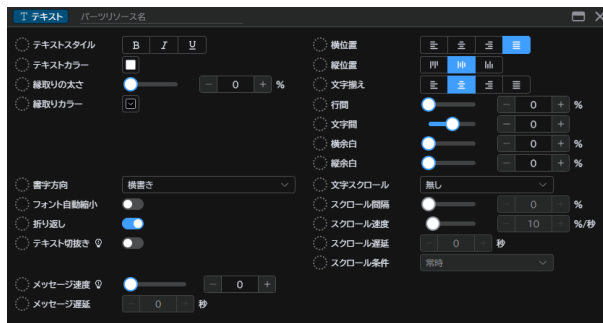 T テキスト パーツリソース名
テキストスタイル B I U
テキストカラー
縁取りの太さ - 0 + %
縁取りカラー
横位置
縦位置
文字揃え
行間 - 0 + %
文字間 - 0 +
横余白 - 0 + %
縦余白 - 0 + %
書字方向 横書き
フォント自動縮小
折り返し
テキスト切抜き
メッセージ速度 - 0 +
メッセージ遅延 - 0 + 秒
文字スクロール 無し
スクロール間隔 - 0 + %
スクロール速度 - 10 + %/秒
スクロール遅延 - 0 + 秒
スクロール条件 常時